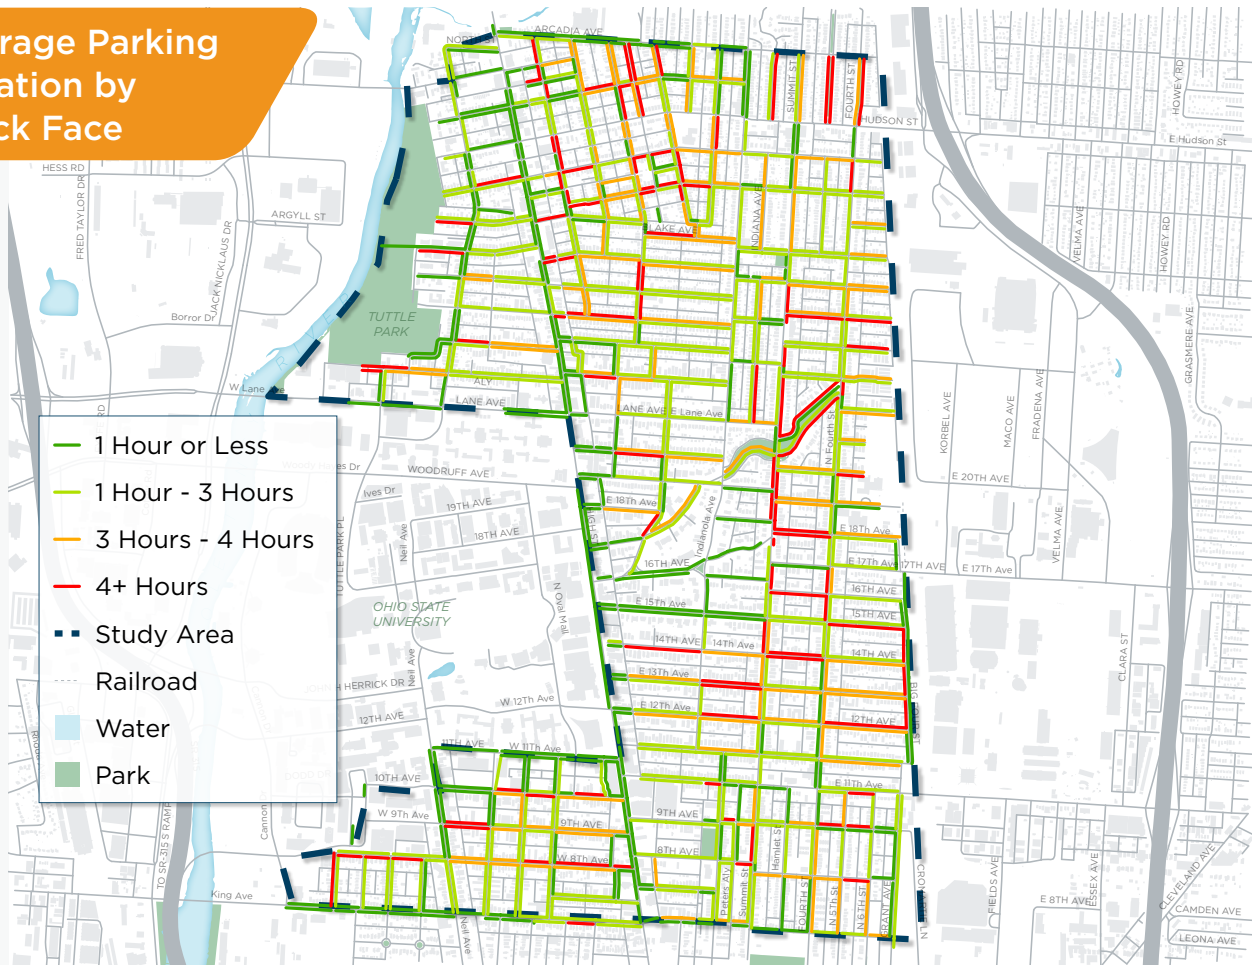 rage Parking
ation by
ck Face
ARCADIA AVE
SUMMIT ST
FOURTH ST
HUDSON ST
HOWEY RD
E Hudson St
HESS RD
FRED TAYLOR DR
ARGYLL ST
JACK NICKLAUS DR
INDIANA AVE
LAKE AVE
VELMA AVE
HOWEY RD
Borror Dr
TUTTLE
PARK
GRASMERE AVE
W Lane Ave
ALY
LANE AVE
LANE AVE
E Lane Ave
N Fourth St
KORBEL AVE
MACO AVE
FRADENA AVE
RD
1 Hour or Less
1 Hour - 3 Hours
3 Hours - 4 Hours
4+ Hours
Study Area
Railroad
Water
Park
WOODRUFF AVE
Ives Dr
19TH AVE
18TH AVE
Neil Ave
TUTTLE PARK PL
HIGH ST
E 18Th Ave
Indianola Ave
E 20TH AVE
E 18Th Ave
VELMA AVE
16TH AVE
E 17Th Ave
17TH AVE
E 17Th Ave
16TH AVE
OHIO STATE
UNIVERSITY
N Oval Mall
E 15Th Ave
15TH AVE
14TH AVE
14Th Ave
14TH AVE
CLARA ST
Neil Ave
HERRICK DR
E 13Th Ave
W 12Th Ave
E 12Th Ave
12TH AVE
12TH AVE
11TH AVE
W 11Th Ave
10TH AVE
E 11Th Ave
W 9Th Ave
9TH AVE
9TH AVE
Cannon
TO SR-315 S RAMP
W 8Th Ave
8TH AVE
Hamlet St
Peters Aly
Summit St
FOURTH ST
N 5Th St
N 6TH ST
GRANT AVE
FIELDS AVE
ESSEX AVE
CLEVELAND AVE
King Ave
E 8TH AVE
CAMDEN AVE
LEONA AVE
Neil Ave